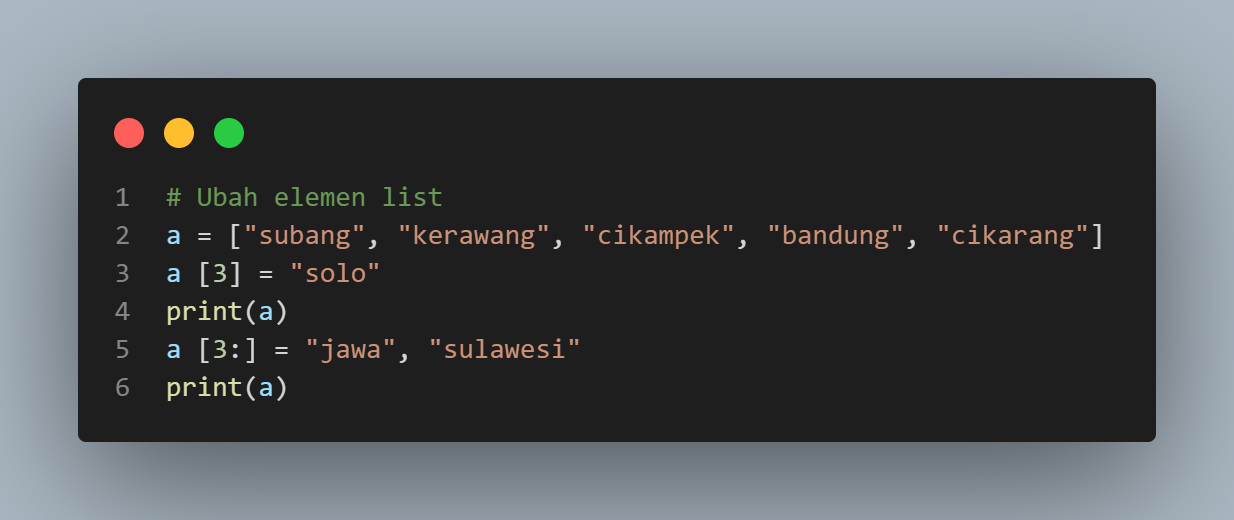 1 # Ubah elemen list
2 a = ["subang", "kerawang", "cikampek", "bandung", "cikarang"]
3 a [3] = "solo"
4 print(a)
5 a [3:] = "jawa", "sulawesi"
6 print(a)